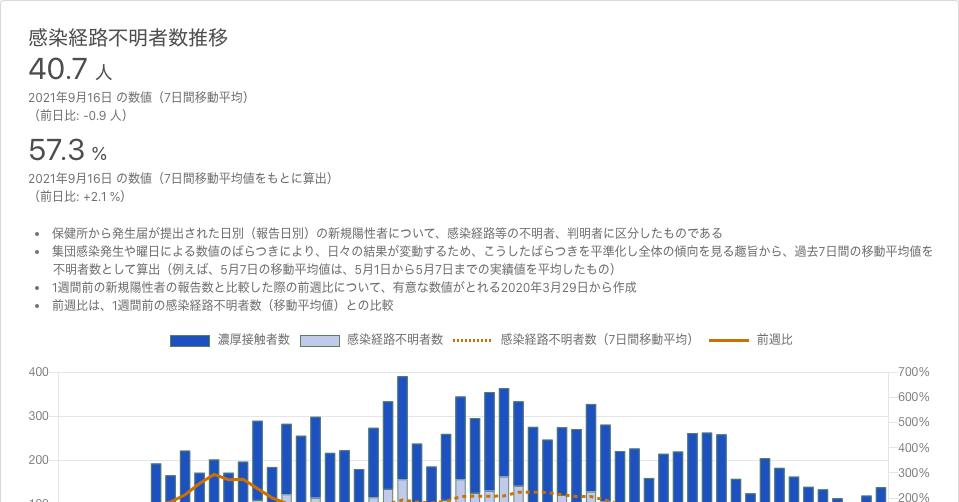 感染経路不明者数推移
40.7 人
2021年9月16日 の数値（7日間移動平均）
（前日比: -0.9 人）
57.3 %
2021年9月16日 の数値（7日間移動平均値をもとに算出）
（前日比: +2.1 %）
• 保健所から発生届が提出された日別（報告日別）の新規陽性者について、感染経路等の不明者、判明者に区分したものである
• 集団感染発生や曜日による数値のばらつきにより、日々の結果が変動するため、こうしたばらつきを平準化し全体の傾向を見る趣旨から、過去7日間の移動平均値を
不明者数として算出（例えば、5月7日の移動平均値は、5月1日から5月7日までの実績値を平均したもの）
• 1週間前の新規陽性者の報告数と比較した際の前週比について、有意な数値がとれる2020年3月29日から作成
• 前週比は、1週間前の感染経路不明者数（移動平均値）との比較
濃厚接触者数 感染経路不明者数 感染経路不明者数（7日間移動平均） 前週比
400 700%
600%
300 500%
400%
200 300%
100 200%